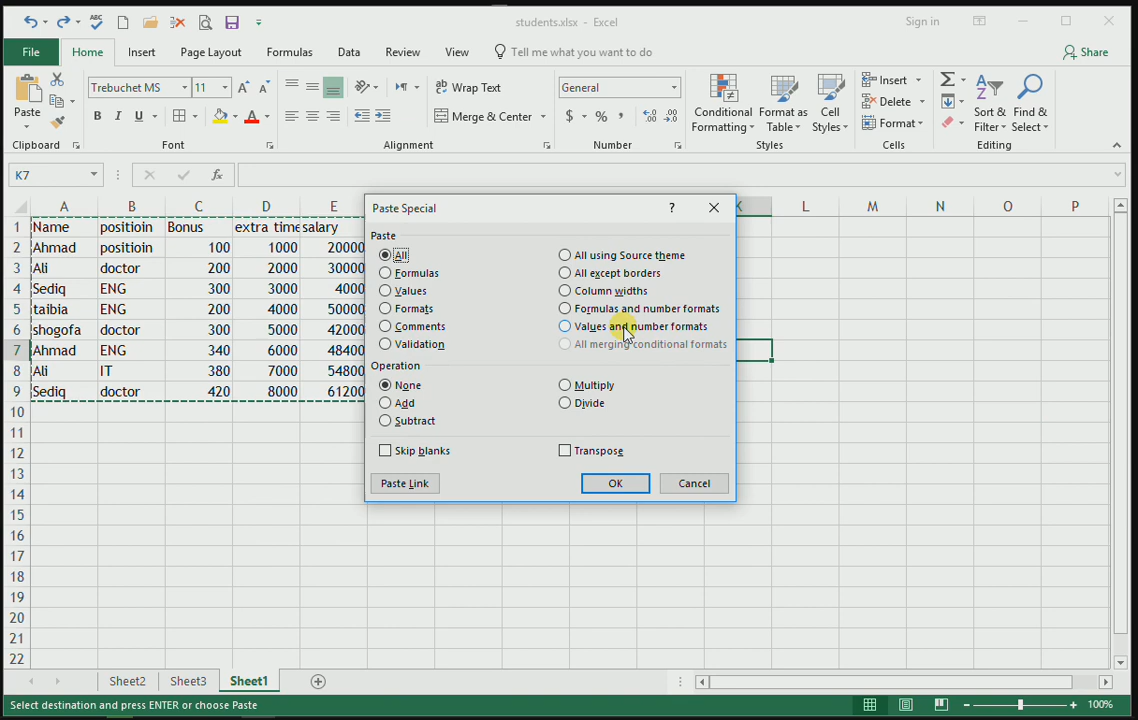 students.xlsx - Excel
Sign in
File Home Insert Page Layout Formulas Data Review View Tell me what you want to do Share
Paste
Trebuchet MS 11
Wrap Text
Merge & Center
General
Conditional Formatting
Format as Table
Cell Styles
Insert
Delete
Format
Sort & Filter
Find & Select
Clipboard Font Alignment Number Styles Cells Editing
K7
fx
A B C D E K L M N O P
1 Name positioin Bonus extra time salary
2 Ahmad positioin 100 1000 20000
3 Ali doctor 200 2000 30000
4 Sediq ENG 300 3000 4000
5 taibia ENG 200 4000 50000
6 shogofa doctor 300 5000 42000
7 Ahmad ENG 340 6000 48400
8 Ali IT 380 7000 54800
9 Sediq doctor 420 8000 61200
10
11
12
13
14
15
16
17
18
19
20
21
22
Paste Special ?
Paste
All All using Source theme
Formulas All except borders
Values Column widths
Formats Formulas and number formats
Comments Values and number formats
Validation All merging conditional formats
Operation
None Multiply
Add Divide
Subtract
Skip blanks Transpose
Paste Link OK Cancel
Sheet2 Sheet3 Sheet1
Select destination and press ENTER or choose Paste 100%